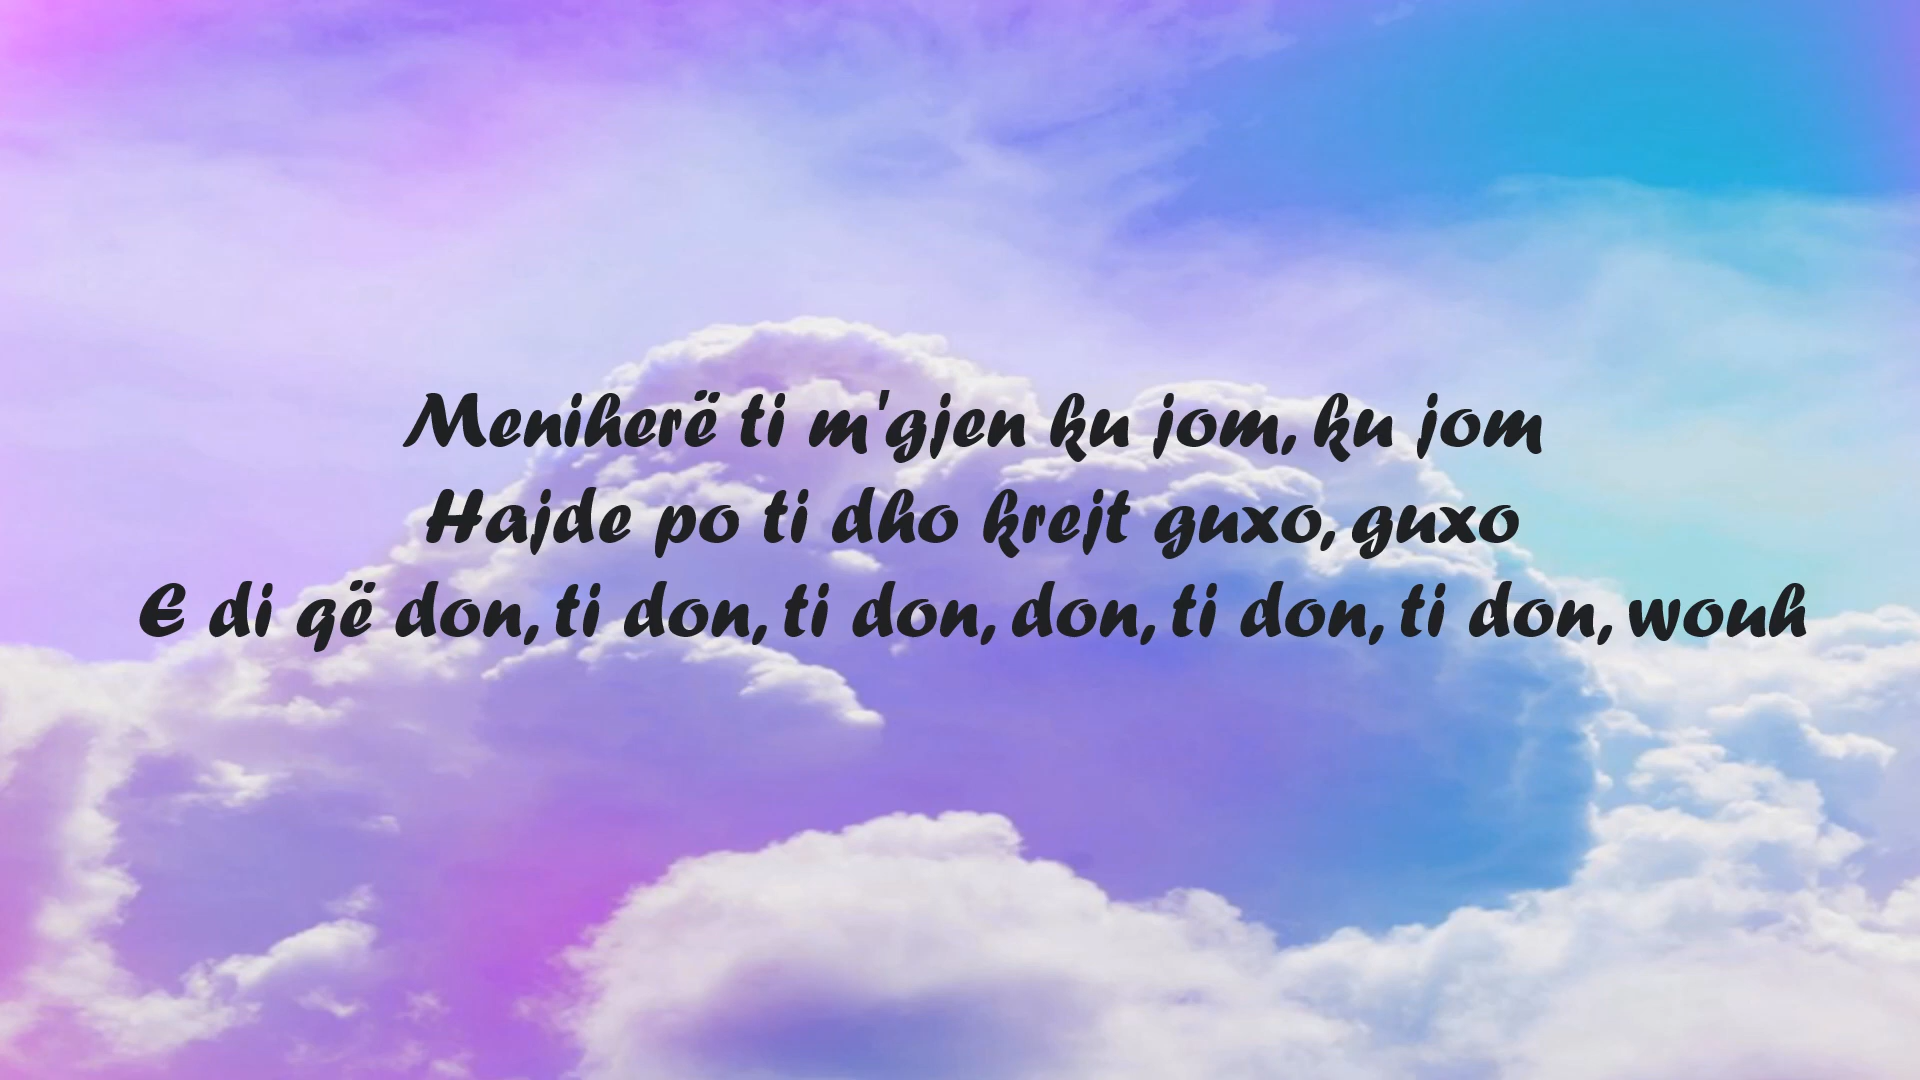 Meniherë ti m'gjen ku jom, ku jom
Hajde po ti dho krejt guxo, guxo
E di që don, ti don, ti don, don, ti don, ti don, wouh